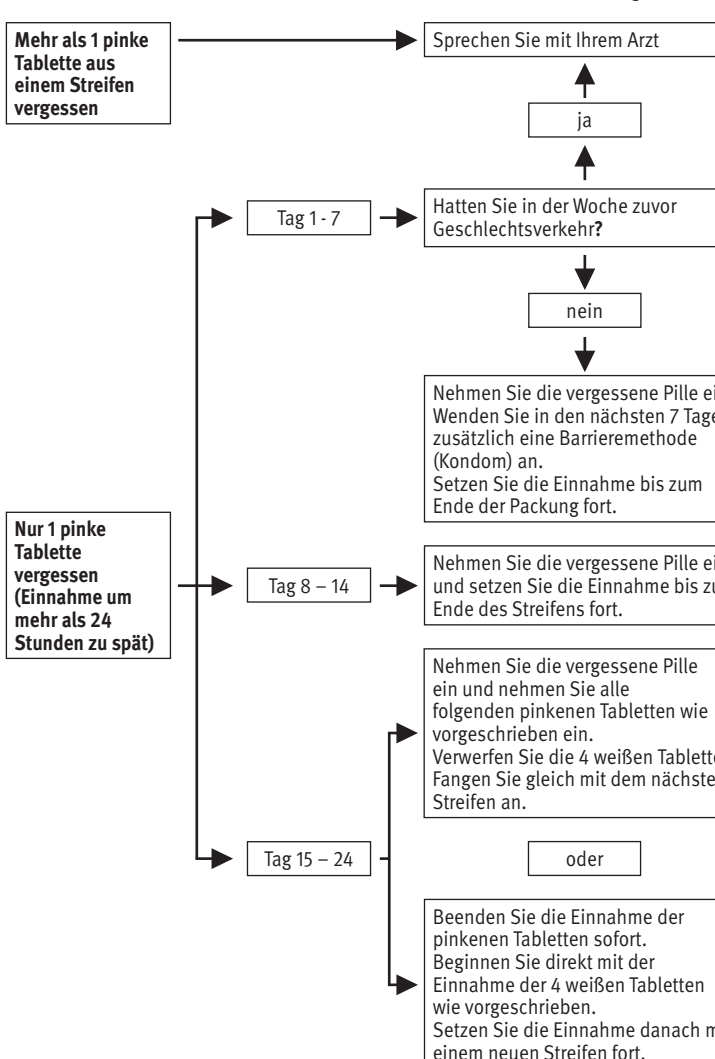 Mehr als 1 pinke
Tablette aus
einem Streifen
vergessen
Sprechen Sie mit Ihrem Arzt
ja
Tag 1 - 7
Hatten Sie in der Woche zuvor
Geschlechtsverkehr?
nein
Nehmen Sie die vergessene Pille ei
Wenden Sie in den nächsten 7 Tage
zusätzlich eine Barrieremethode
(Kondom) an.
Setzen Sie die Einnahme bis zum
Ende der Packung fort.
Nur 1 pinke
Tablette
vergessen
(Einnahme um
mehr als 24
Stunden zu spät)
Tag 8 – 14
Nehmen Sie die vergessene Pille ei
und setzen Sie die Einnahme bis zu
Ende des Streifens fort.
Nehmen Sie die vergessene Pille
ein und nehmen Sie alle
folgenden pinkenen Tabletten wie
vorgeschrieben ein.
Verwerfen Sie die 4 weißen Tablette
Fangen Sie gleich mit dem nächste
Streifen an.
Tag 15 – 24
oder
Beenden Sie die Einnahme der
pinkenen Tabletten sofort.
Beginnen Sie direkt mit der
Einnahme der 4 weißen Tabletten
wie vorgeschrieben.
Setzen Sie die Einnahme danach m
einem neuen Streifen fort.